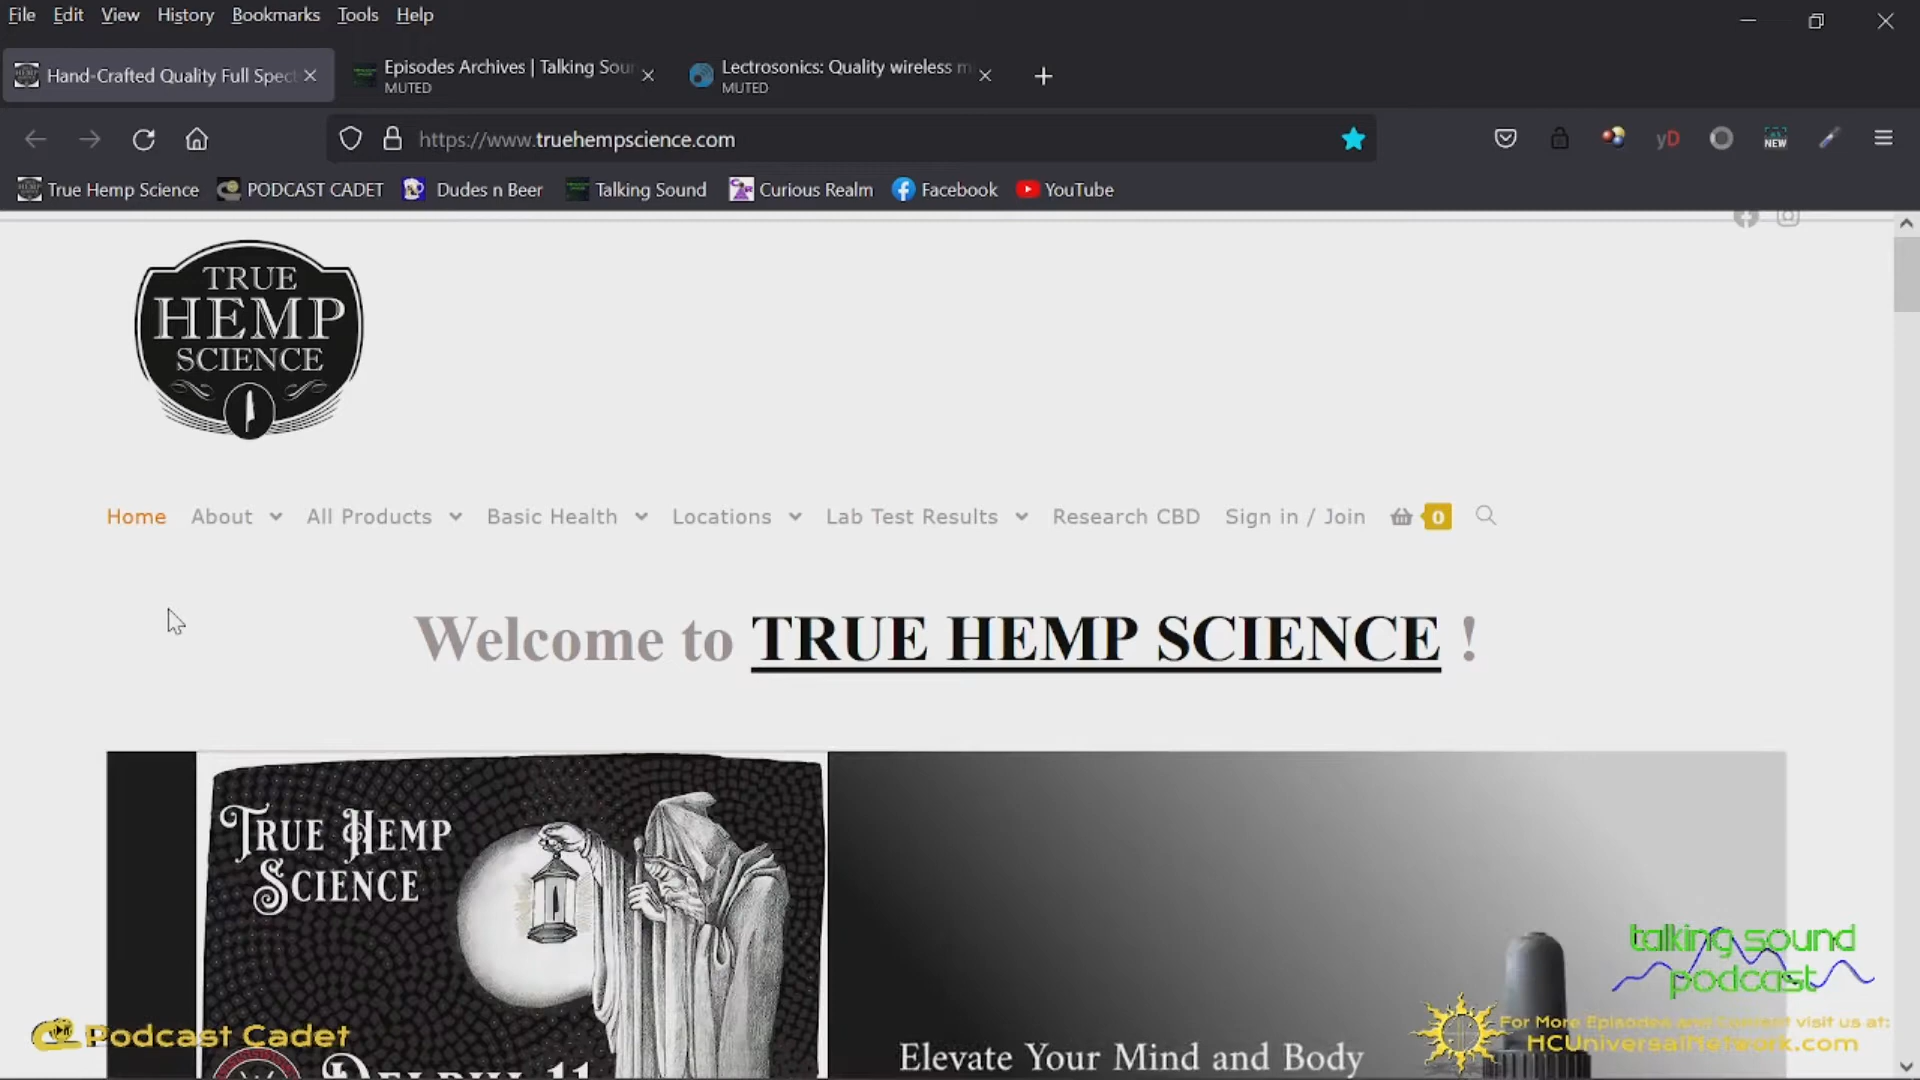 File Edit View History Bookmarks Tools Help
Hand-Crafted Quality Full Spect
Episodes Archives | Talking Soun
MUTED
Lectrosonics: Quality wireless m
MUTED
https://www.truehempscience.com
yD
NEW
True Hemp Science PODCAST CADET Dudes n Beer Talking Sound Curious Realm Facebook YouTube
TRUE
HEMP
SCIENCE
Home About All Products Basic Health Locations Lab Test Results Research CBD Sign in / Join 0
Welcome to TRUE HEMP SCIENCE !
TRUE HEMP
SCIENCE
DELPHI 11
Elevate Your Mind and Body
talking sound
podcast
Podcast Cadet
For More Episodes and Content visit us at:
HCUniversalNetwork.com